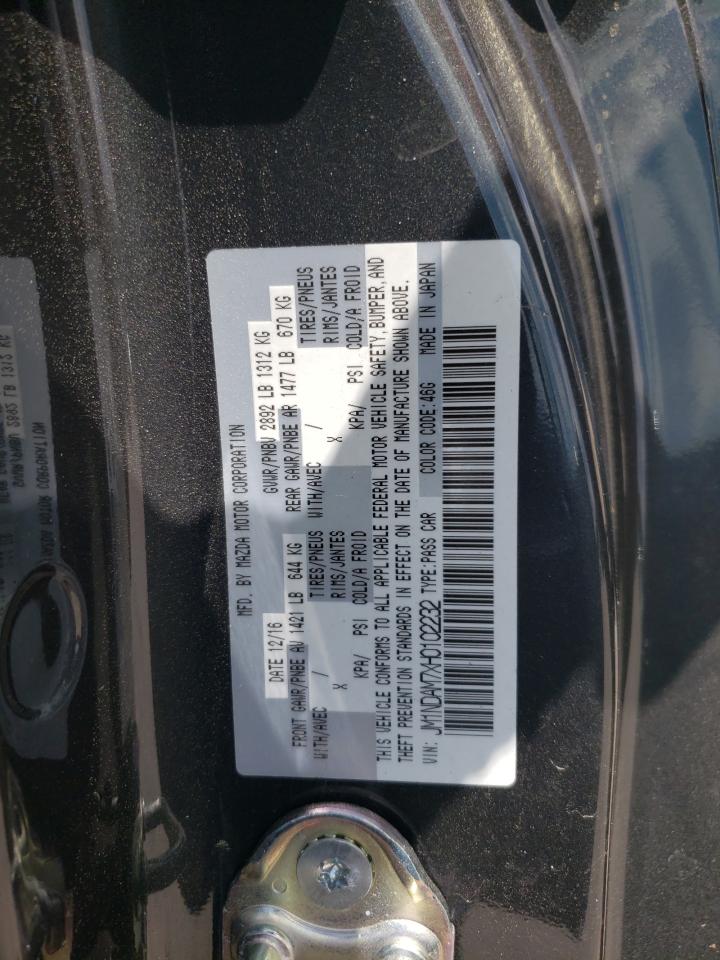 MFD. BY MAZDA MOTOR CORPORATION
DATE 12/16 GVWR/PNBV 2892 LB 1312 KG
FRONT GAWR/PNBE AV 1421 LB 644 KG REAR GAWR/PNBE AR 1477 LB 670 KG
WITH/AVEC / TIRES/PNEUS WITH/AVEC / TIRES/PNEUS
X RIMS/JANTES X RIMS/JANTES
KPA/ PSI COLD/A FROID KPA/ PSI COLD/A FROID
THIS VEHICLE CONFORMS TO ALL APPLICABLE FEDERAL MOTOR VEHICLE SAFETY, BUMPER, AND
THEFT PREVENTION STANDARDS IN EFFECT ON THE DATE OF MANUFACTURE SHOWN ABOVE.
VIN: JM1NDAM7XH0102232 TYPE:PASS CAR COLOR CODE:46G MADE IN JAPAN